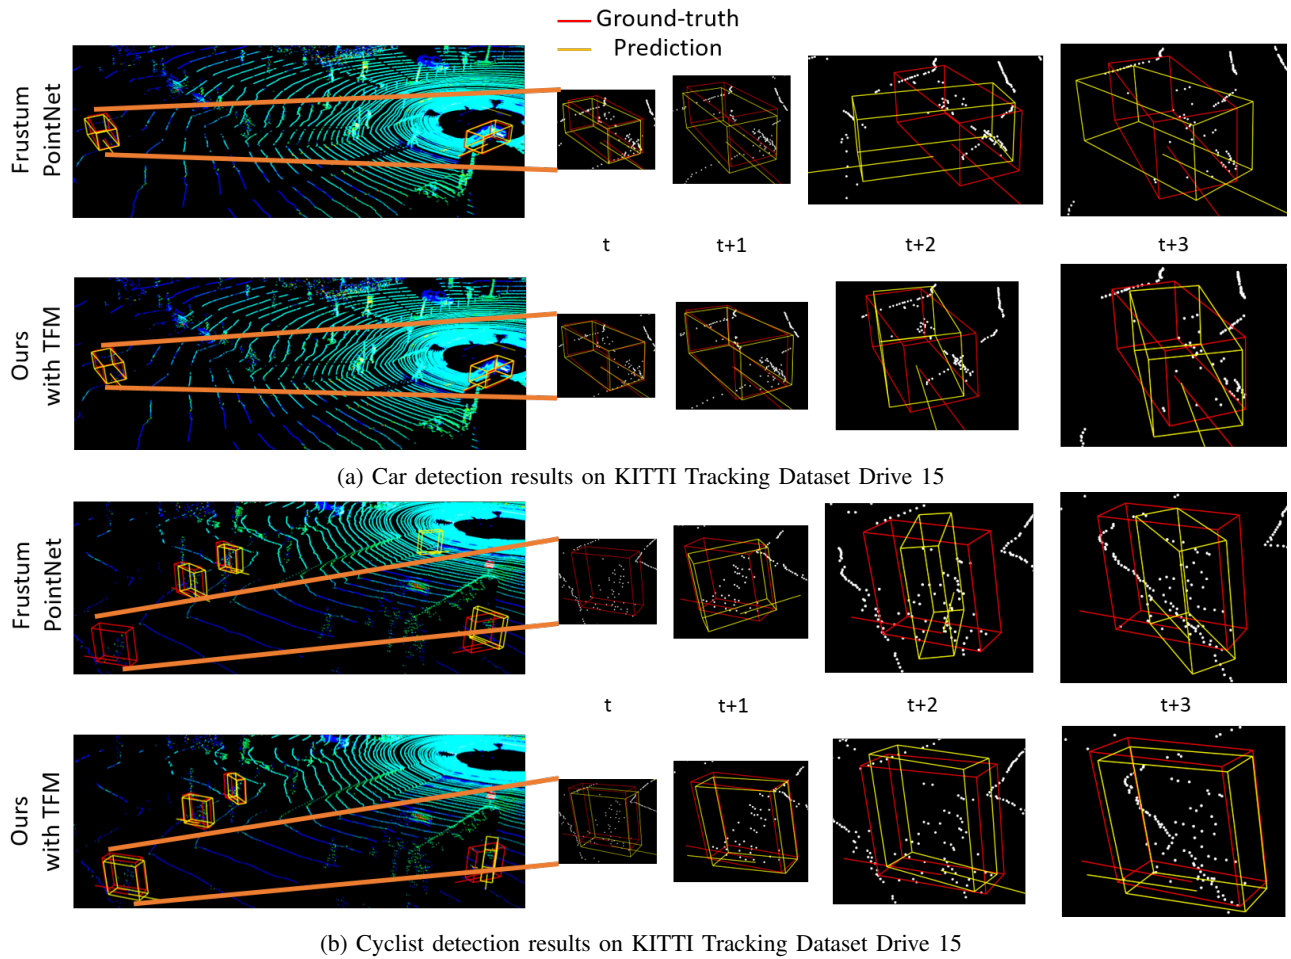 Ground-truth
Prediction
Frustum
PointNet
t
t+1
t+2
t+3
Ours
with TFM
(a) Car detection results on KITTI Tracking Dataset Drive 15
Frustum
PointNet
t
t+1
t+2
t+3
Ours
with TFM
(b) Cyclist detection results on KITTI Tracking Dataset Drive 15